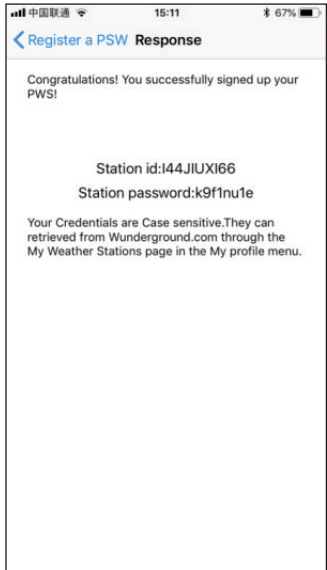 中国联通 15:11 67%
Register a PSW Response
Congratulations! You successfully signed up your
PWS!
Station id:I44JIUXI66
Station password:k9f1nu1e
Your Credentials are Case sensitive.They can
retrieved from Wunderground.com through the
My Weather Stations page in the My profile menu.